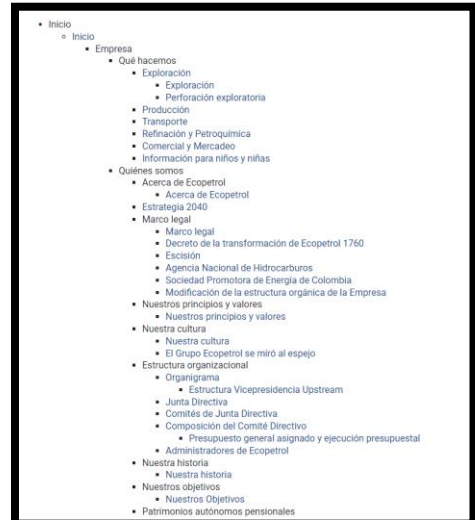 Inicio
Inicio
Empresa
Qué hacemos
Exploración
Exploración
Perforación exploratoria
Producción
Transporte
Refinación y Petroquímica
Comercial y Mercadeo
Información para niños y niñas
Quiénes somos
Acerca de Ecopetrol
Acerca de Ecopetrol
Estrategia 2040
Marco legal
Marco legal
Decreto de la transformación de Ecopetrol 1760
Escisión
Agencia Nacional de Hidrocarburos
Sociedad Promotora de Energía de Colombia
Modificación de la estructura orgánica de la Empresa
Nuestros principios y valores
Nuestros principios y valores
Nuestra cultura
Nuestra cultura
El Grupo Ecopetrol se miró al espejo
Estructura organizacional
Organigrama
Estructura Vicepresidencia Upstream
Junta Directiva
Comités de Junta Directiva
Composición del Comité Directivo
Presupuesto general asignado y ejecución presupuestal
Administradores de Ecopetrol
Nuestra historia
Nuestra historia
Nuestros objetivos
Nuestros Objetivos
Patrimonios autónomos pensionales